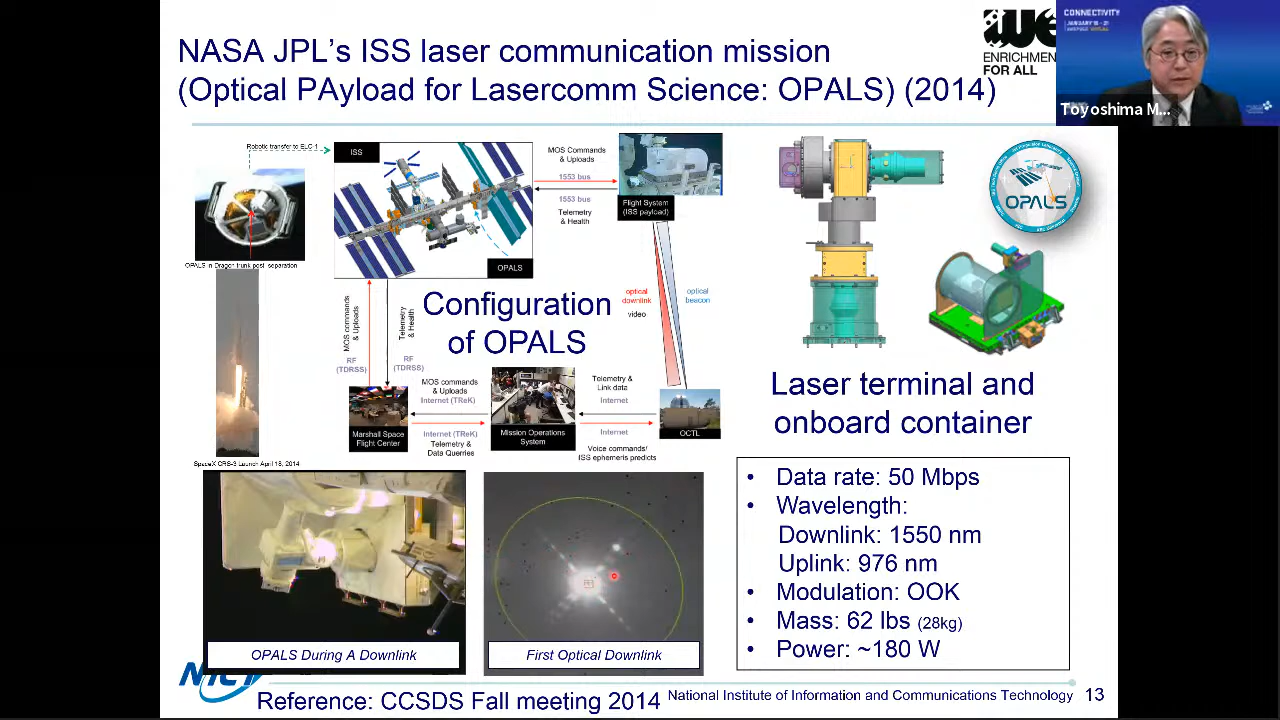 NASA JPL's ISS laser communication mission
(Optical PAyload for Lasercomm Science: OPALS) (2014)
ENRICHMENT
FOR ALL
CONNECTIVITY
Toyoshima M...
Robotic transfer to ELC-1
ISS
OPALS
OPALS in Dragon trunk post separation
MOS Commands
& Uploads
1553 bus
1553 bus
Telemetry
& Health
Flight System
(ISS payload)
optical
downlink
video
optical
beacon
Configuration
of OPALS
MOS commands
& Uploads
RF
(TDRSS)
Telemetry
& Health
RF
(TDRSS)
Marshall Space
Flight Center
MOS commands
& Uploads
Internet (TReK)
Internet (TReK)
Telemetry &
Data Querries
Mission Operations
System
Telemetry &
Link data
Internet
Internet
Voice commands/
ISS ephemeris predicts
OCTL
SpaceX CRS-3 Launch April 18, 2014
OPALS
Laser terminal and
onboard container
• Data rate: 50 Mbps
• Wavelength:
Downlink: 1550 nm
Uplink: 976 nm
• Modulation: OOK
• Mass: 62 lbs (28kg)
• Power: ~180 W
OPALS During A Downlink
First Optical Downlink
NICT
Reference: CCSDS Fall meeting 2014
National Institute of Information and Communications Technology
13